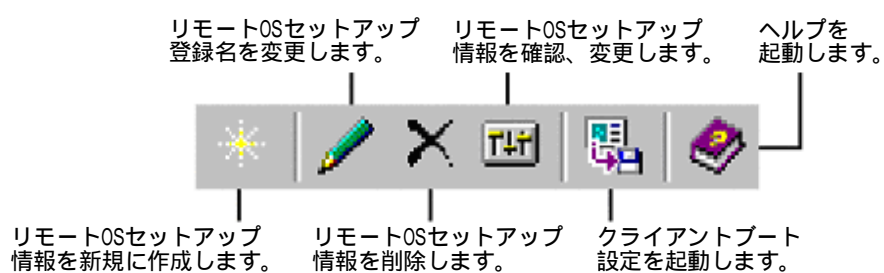 リモートOSセットアップ
登録名を変更します。
リモートOSセットアップ
情報を確認、変更します。
ヘルプを
起動します。
リモートOSセットアップ
情報を新規に作成します。
リモートOSセットアップ
情報を削除します。
クライアントブート
設定を起動します。